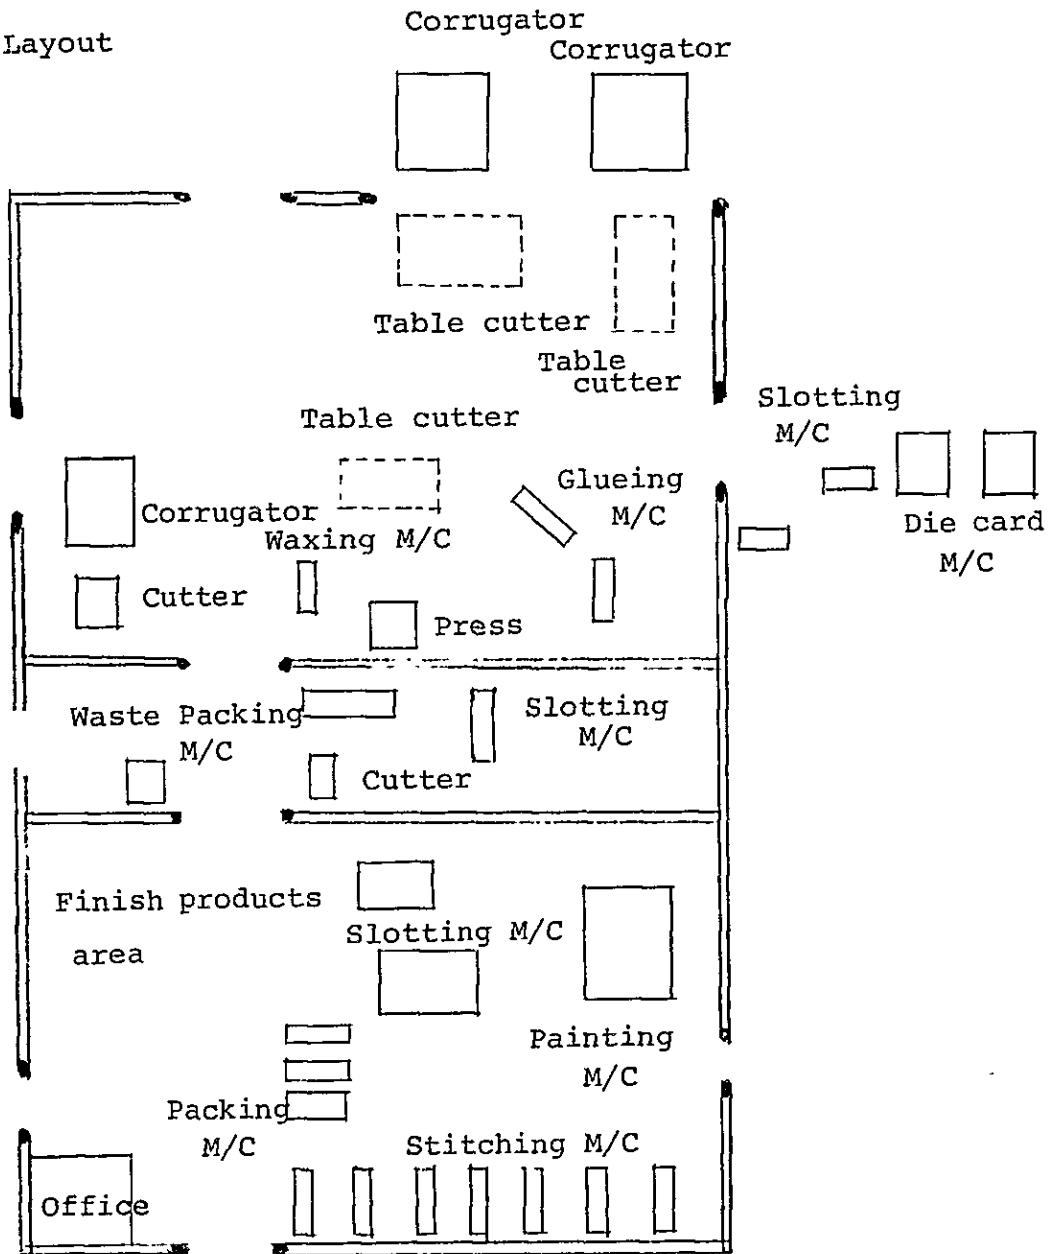 Layout
Corrugator
Corrugator
Table cutter
Table
cutter
Table cutter
Slotting
M/C
Glueing
M/C
Die card
M/C
Corrugator
Waxing M/C
Cutter
Press
Waste Packing
M/C
Slotting
M/C
Cutter
Finish products
area
Slotting M/C
Painting
M/C
Packing
M/C
Stitching M/C
Office